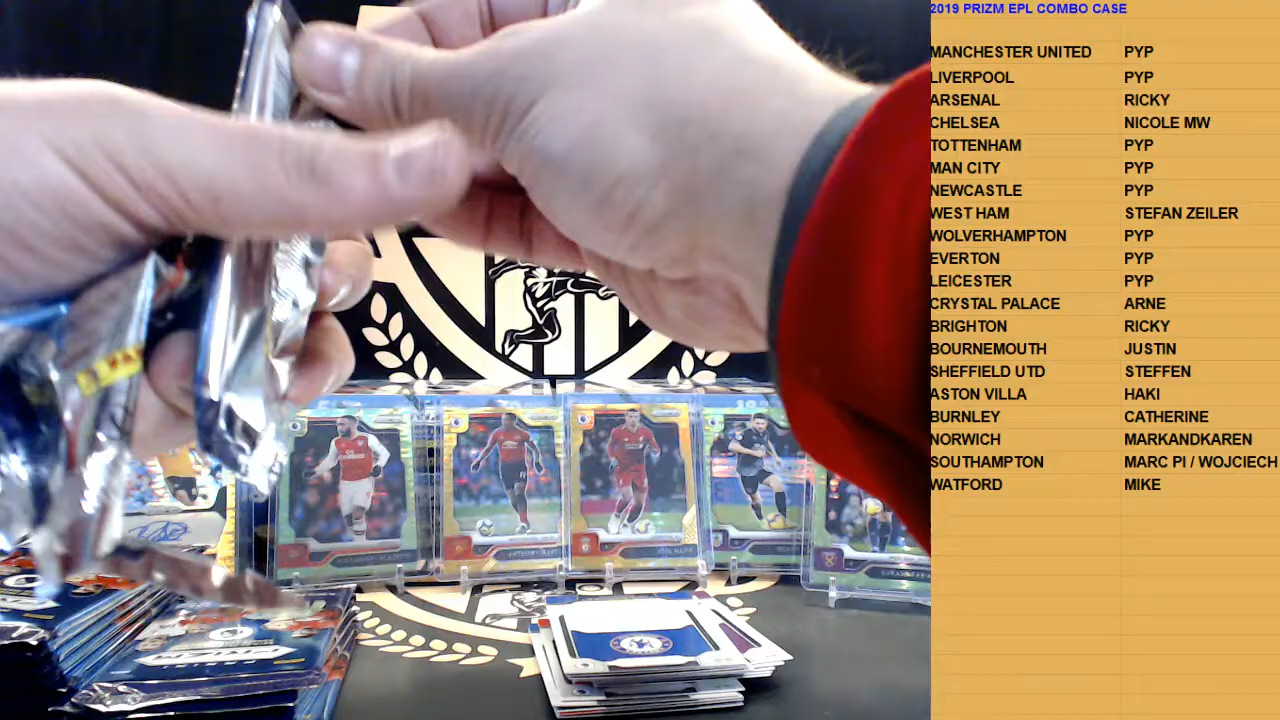 2019 PRIZM EPL COMBO CASE
MANCHESTER UNITED PYP
LIVERPOOL PYP
ARSENAL RICKY
CHELSEA NICOLE MW
TOTTENHAM PYP
MAN CITY PYP
NEWCASTLE PYP
WEST HAM STEFAN ZEILER
WOLVERHAMPTON PYP
EVERTON PYP
LEICESTER PYP
CRYSTAL PALACE ARNE
BRIGHTON RICKY
BOURNEMOUTH JUSTIN
SHEFFIELD UTD STEFFEN
ASTON VILLA HAKI
BURNLEY CATHERINE
NORWICH MARKANDKAREN
SOUTHAMPTON MARC PI / WOJCIECH
WATFORD MIKE
PRIZM